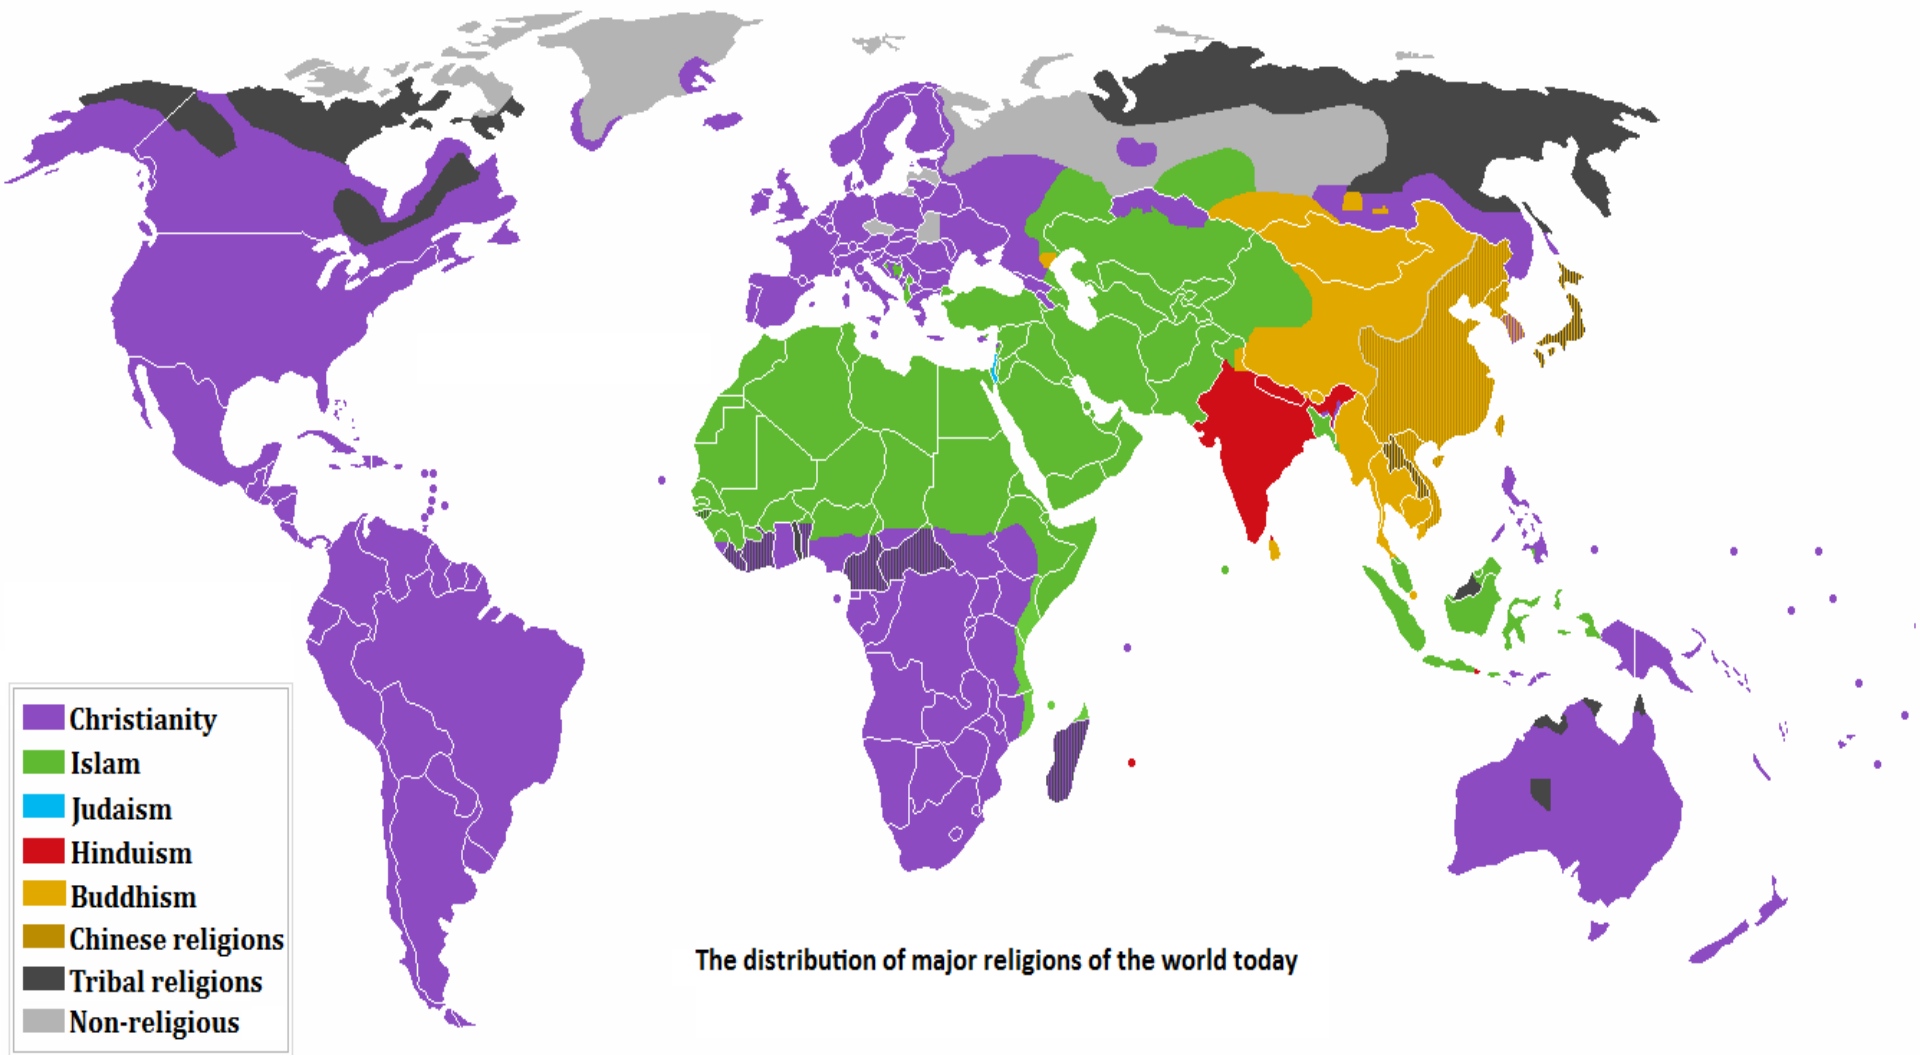 Christianity
Islam
Judaism
Hinduism
Buddhism
Chinese religions
Tribal religions
Non-religious
The distribution of major religions of the world today